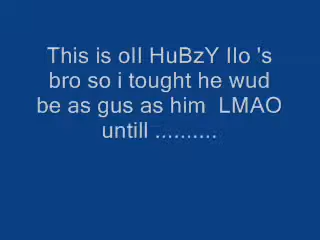 This is oII HuBzY IIo 's
bro so i tought he wud
be as gus as him  LMAO
untill ..........